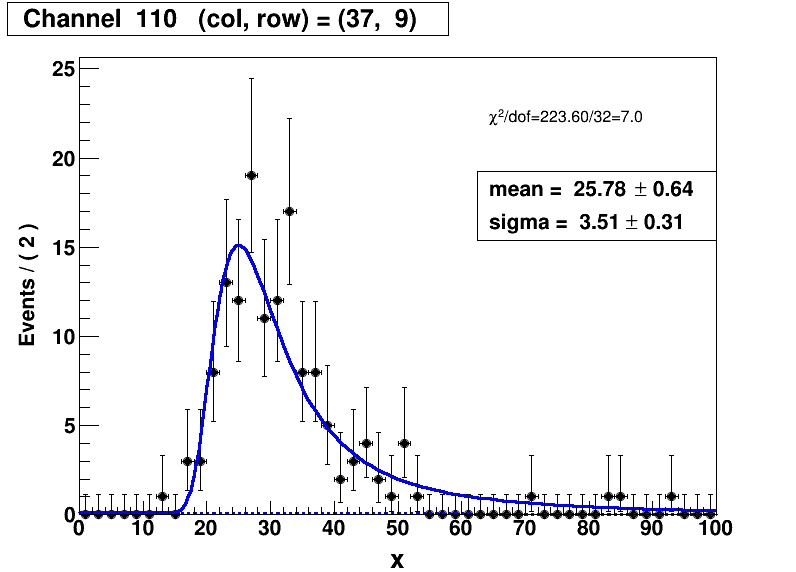 Channel 110 (col, row) = (37, 9)
χ²/dof=223.60/32=7.0
mean = 25.78 ± 0.64
sigma = 3.51 ± 0.31
Events / ( 2 )
25
20
15
10
5
0
0 10 20 30 40 50 60 70 80 90 100
x